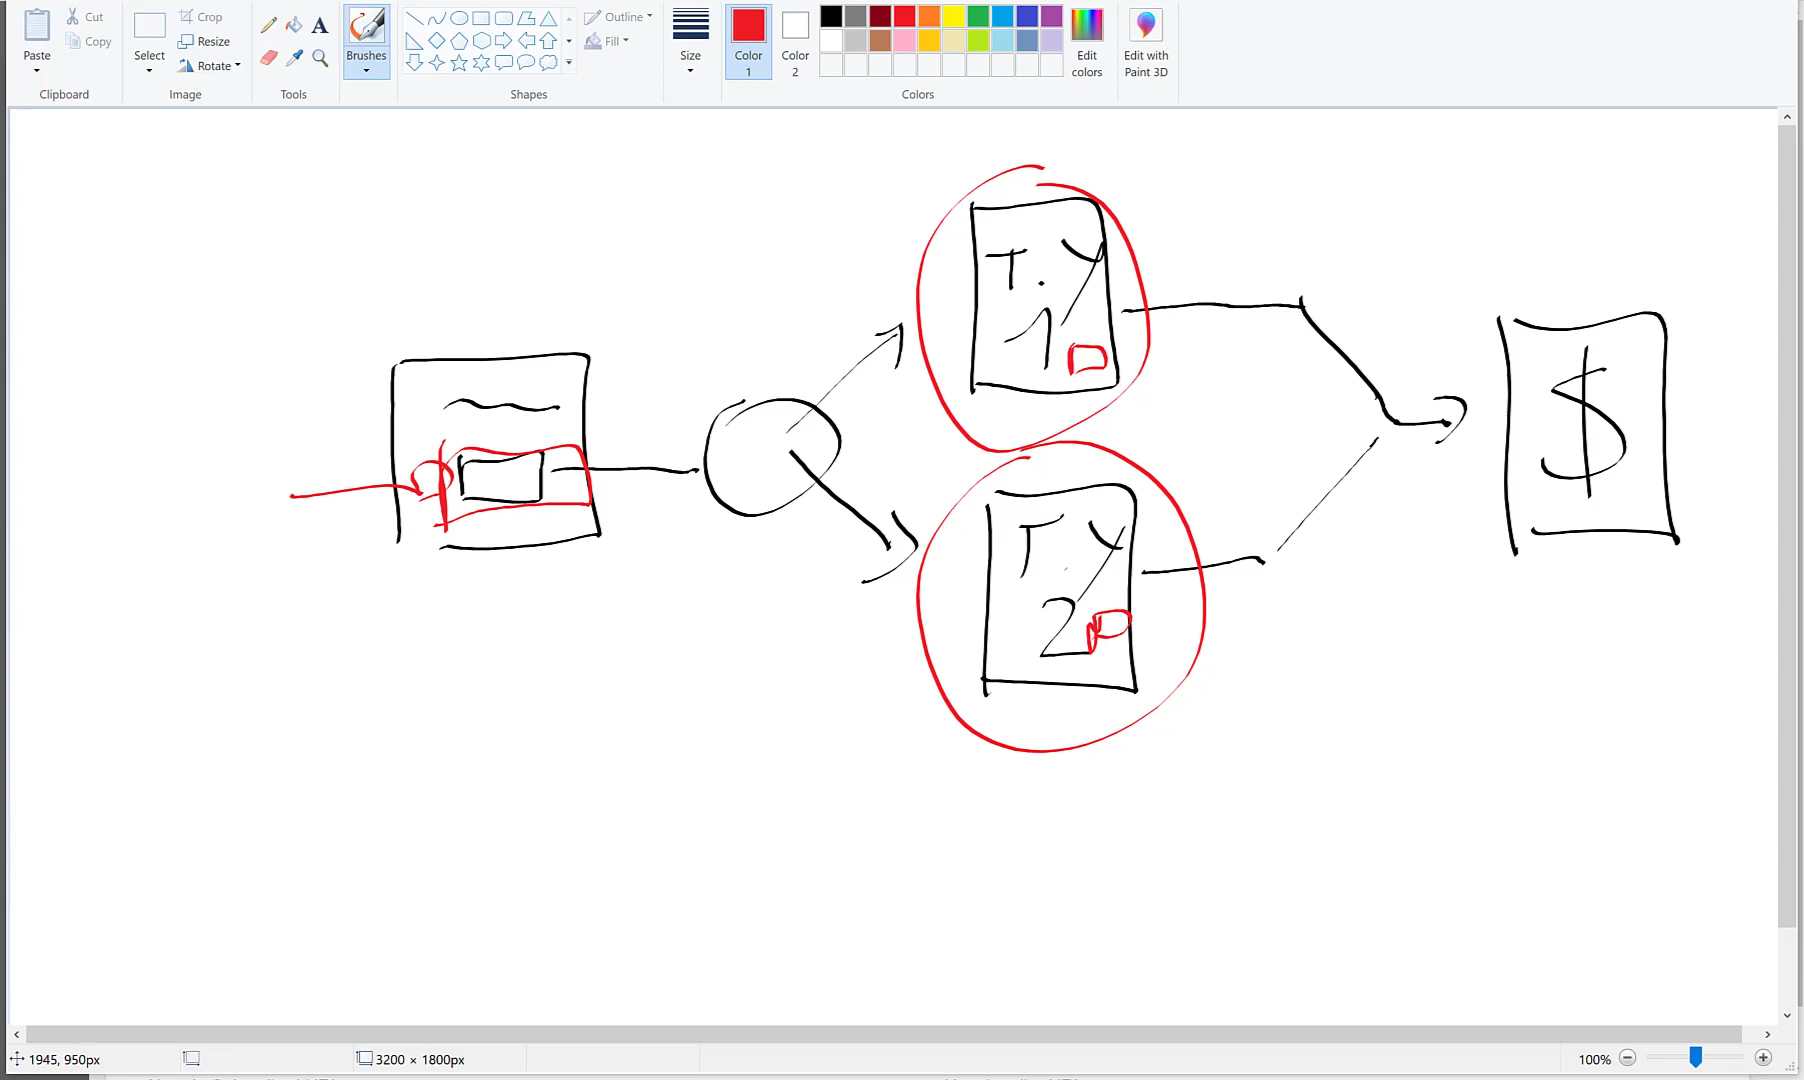 Paste
Cut
Copy
Clipboard
Select
Crop
Resize
Rotate
Image
A
Tools
Brushes
Outline
Fill
Shapes
Size
Color
1
Color
2
Edit
colors
Edit with
Paint 3D
Colors
T.Y
1
T.Y
2
$
1945, 950px
3200 × 1800px
100%